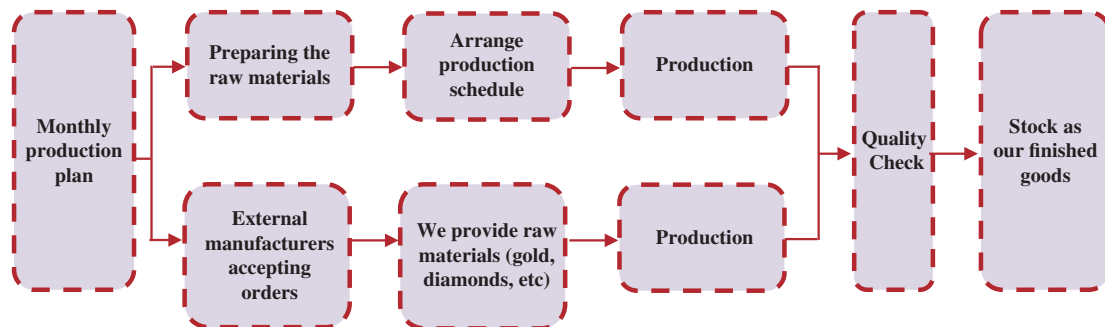 Monthly
production
plan
Preparing the
raw materials
Arrange
production
schedule
Production
External
manufacturers
accepting
orders
We provide raw
materials (gold,
diamonds, etc)
Production
Quality
Check
Stock as
our finished
goods